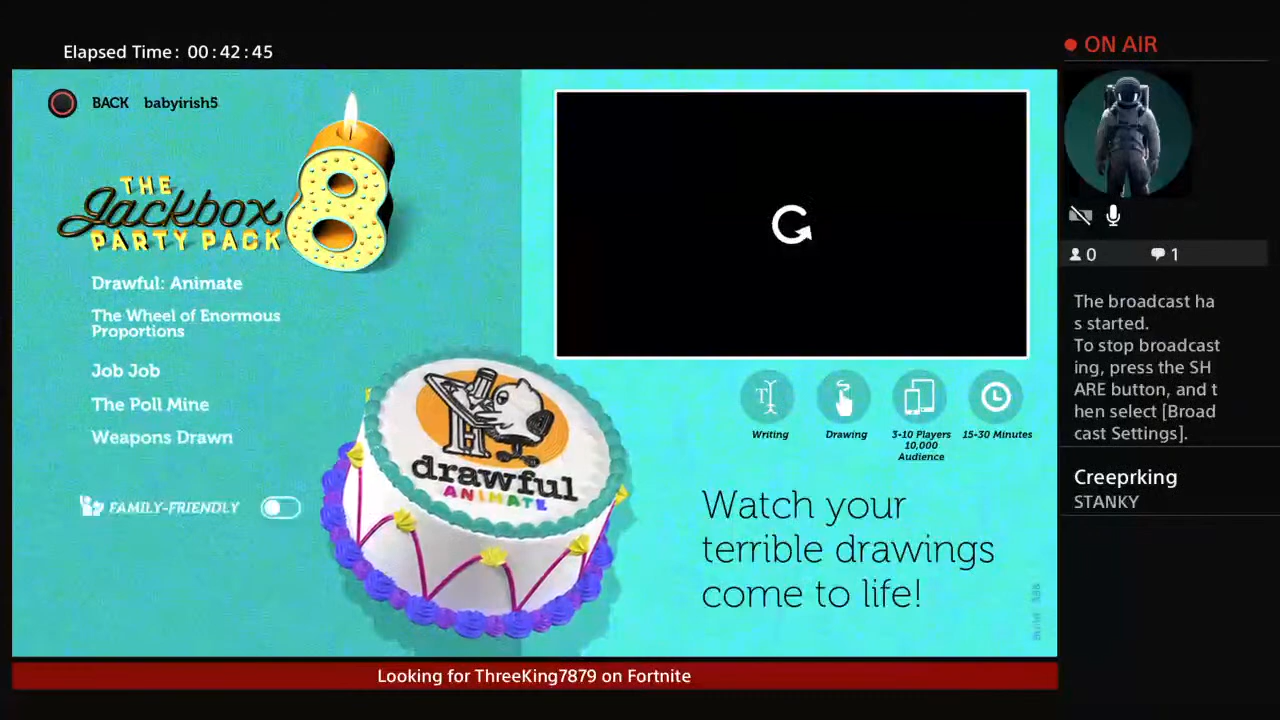 Elapsed Time: 00:42:45
ON AIR
BACK babyirish5
THE
Jackbox
PARTY PACK
8
Drawful: Animate
The Wheel of Enormous
Proportions
Job Job
The Poll Mine
Weapons Drawn
FAMILY-FRIENDLY
drawful
ANIMATE
Writing
Drawing
3-10 Players
10,000
Audience
15-30 Minutes
Watch your
terrible drawings
come to life!
0
1
The broadcast ha
s started.
To stop broadcast
ing, press the SH
ARE button, and t
hen select [Broad
cast Settings].
Creeprking
STANKY
Looking for ThreeKing7879 on Fortnite